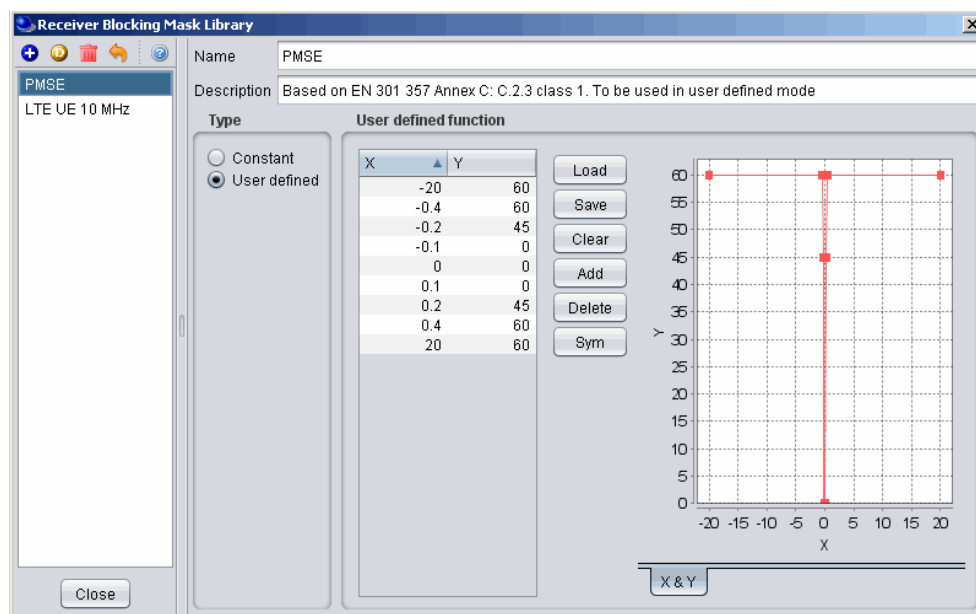 Receiver Blocking Mask Library
PMSE
LTE UE 10 MHz
Close
Name PMSE
Description Based on EN 301 357 Annex C: C.2.3 class 1. To be used in user defined mode
Type
Constant
User defined
User defined function
X Y
-20 60
-0.4 60
-0.2 45
-0.1 0
0 0
0.1 0
0.2 45
0.4 60
20 60
Load
Save
Clear
Add
Delete
Sym
60
55
50
45
40
35
30
25
20
15
10
5
0
Y
-20 -15 -10 -5 0 5 10 15 20
X
X & Y